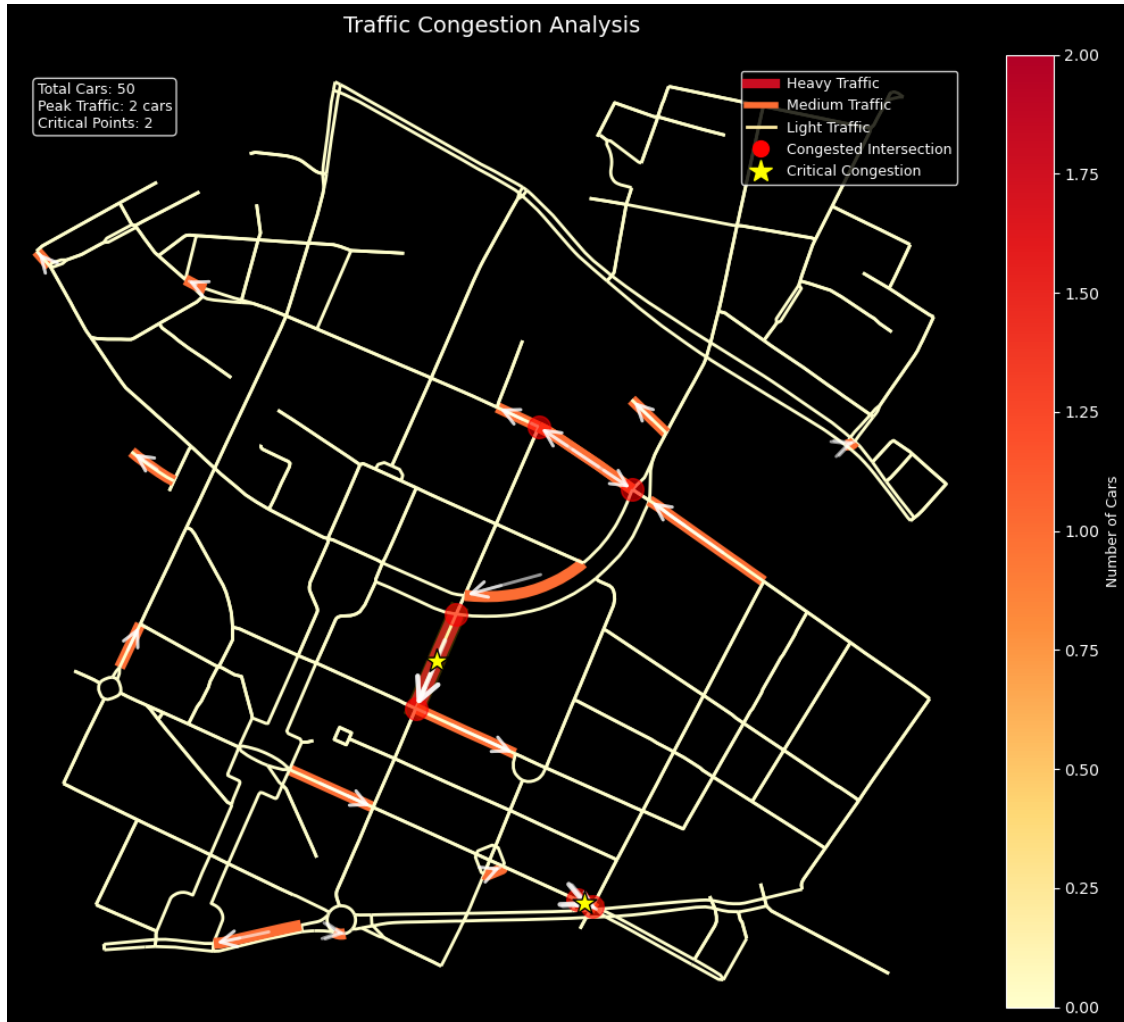 Traffic Congestion Analysis
Total Cars: 50
Peak Traffic: 2 cars
Critical Points: 2
Heavy Traffic
Medium Traffic
Light Traffic
Congested Intersection
Critical Congestion
2.00
1.75
1.50
1.25
1.00
0.75
0.50
0.25
0.00
Number of Cars